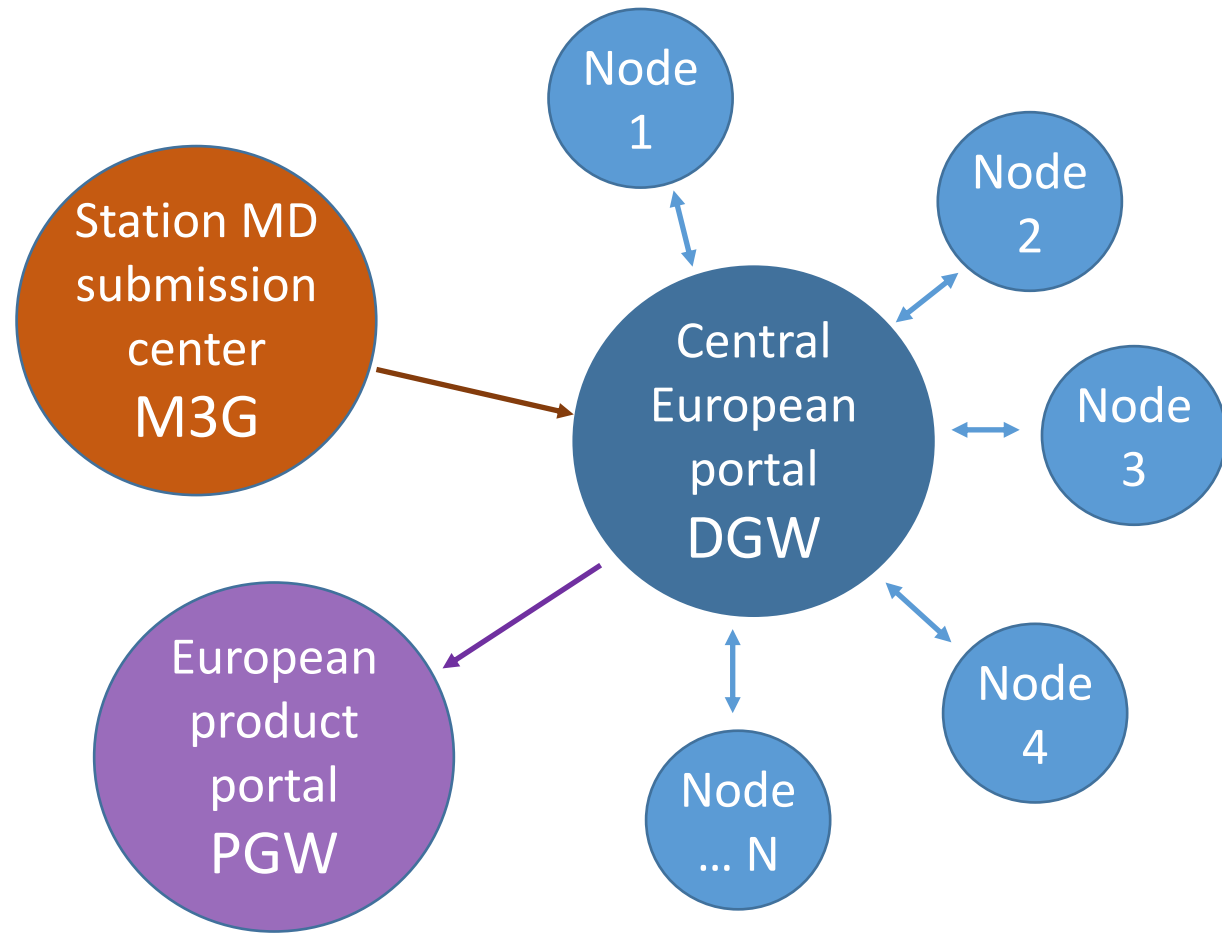 Node
1
Node
2
Station MD
submission
center
M3G
Central
European
portal
DGW
Node
3
European
product
portal
PGW
Node
4
Node
... N